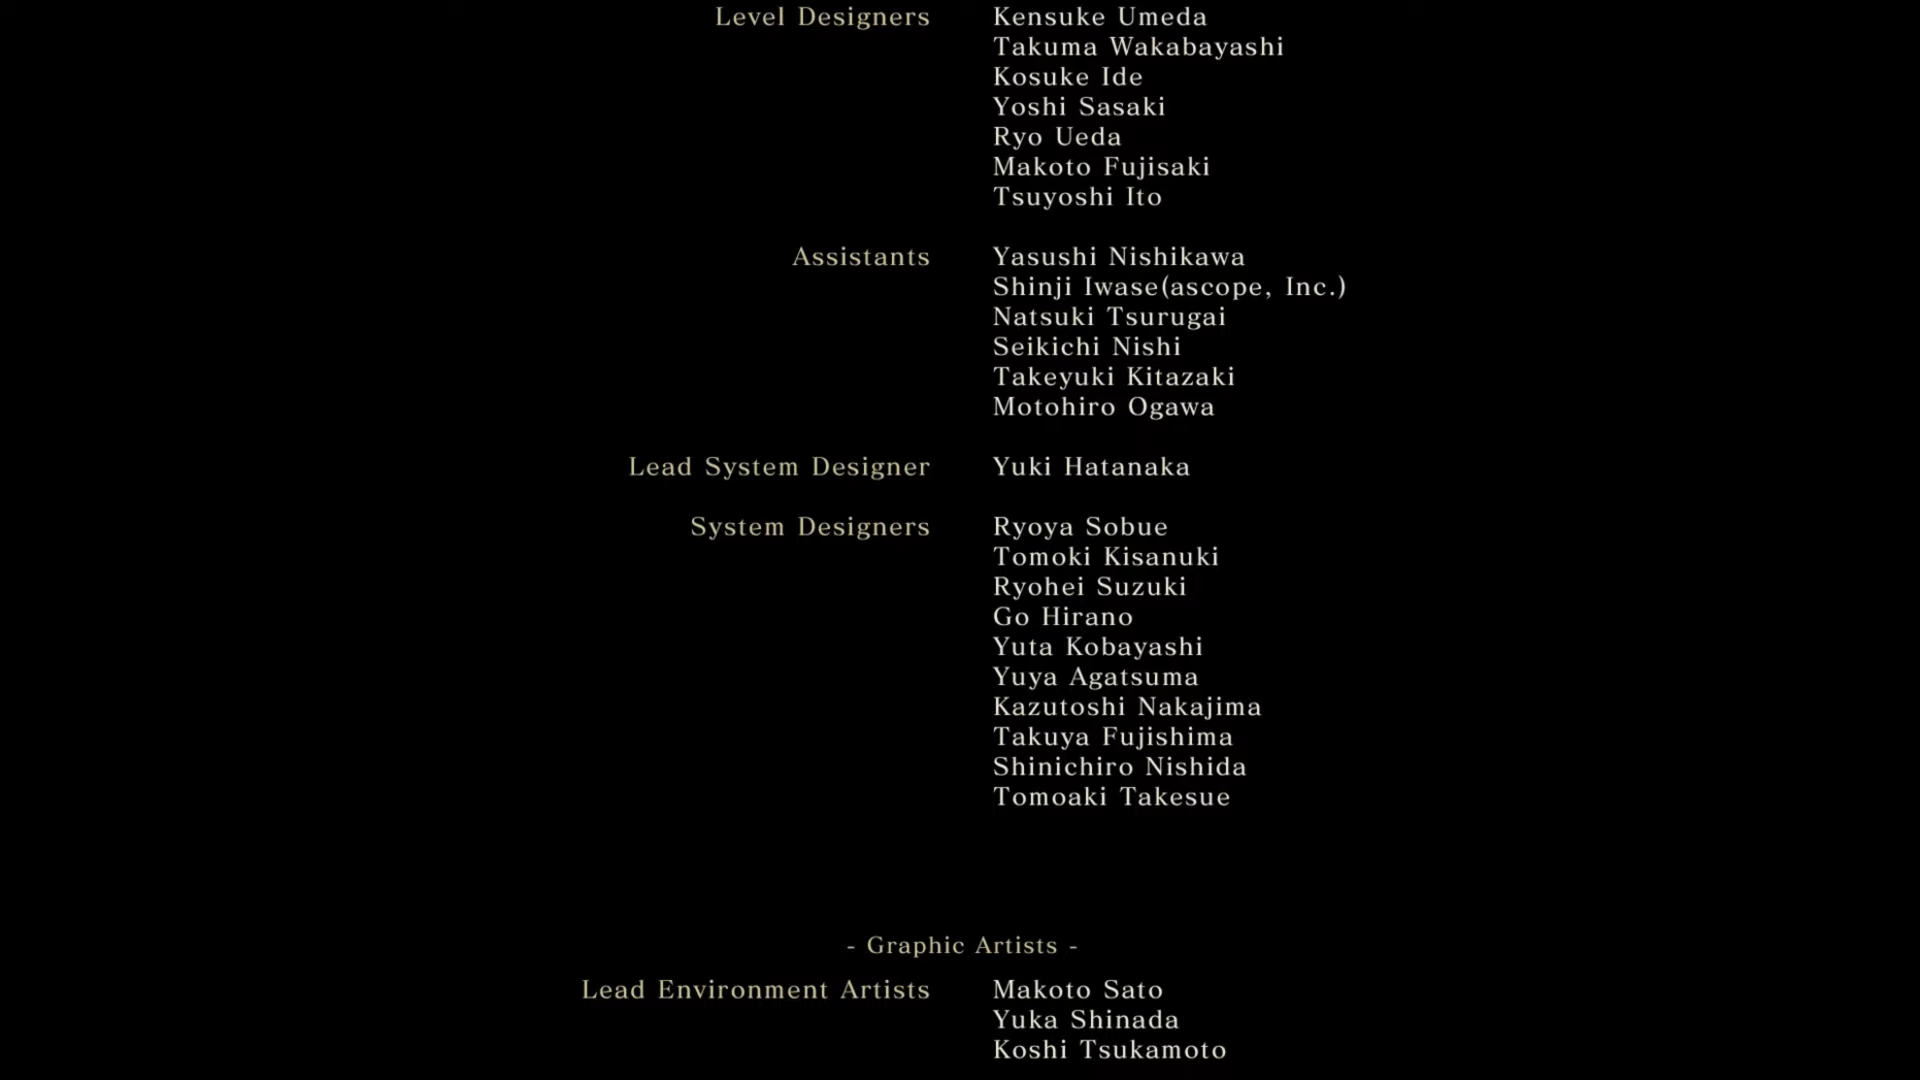 Level Designers Kensuke Umeda
Takuma Wakabayashi
Kosuke Ide
Yoshi Sasaki
Ryo Ueda
Makoto Fujisaki
Tsuyoshi Ito
Assistants Yasushi Nishikawa
Shinji Iwase(ascope, Inc.)
Natsuki Tsurugai
Seikichi Nishi
Takeyuki Kitazaki
Motohiro Ogawa
Lead System Designer Yuki Hatanaka
System Designers Ryoya Sobue
Tomoki Kisanuki
Ryohei Suzuki
Go Hirano
Yuta Kobayashi
Yuya Agatsuma
Kazutoshi Nakajima
Takuya Fujishima
Shinichiro Nishida
Tomoaki Takesue
- Graphic Artists -
Lead Environment Artists Makoto Sato
Yuka Shinada
Koshi Tsukamoto